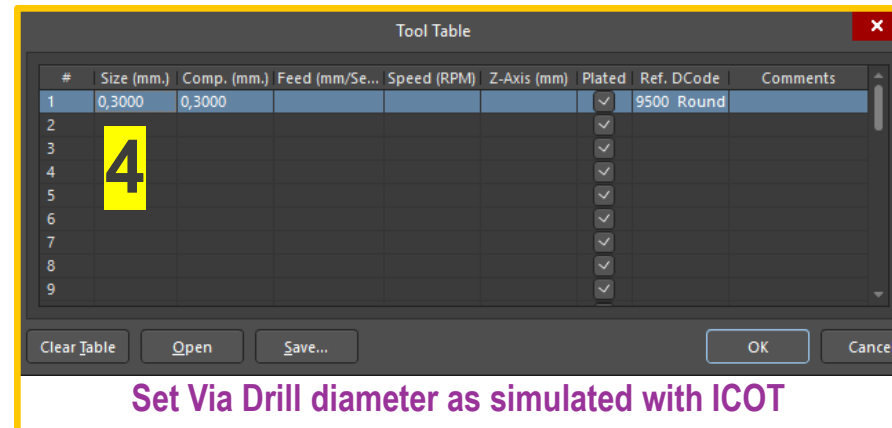 Tool Table
# Size (mm.) Comp. (mm.) Feed (mm/Se... Speed (RPM) Z-Axis (mm) Plated Ref. DCode Comments
1 0,3000 0,3000 9500 Round
2
3
4
5
6
7
8
9
4
Clear Table Open Save... OK Cance
Set Via Drill diameter as simulated with ICOT